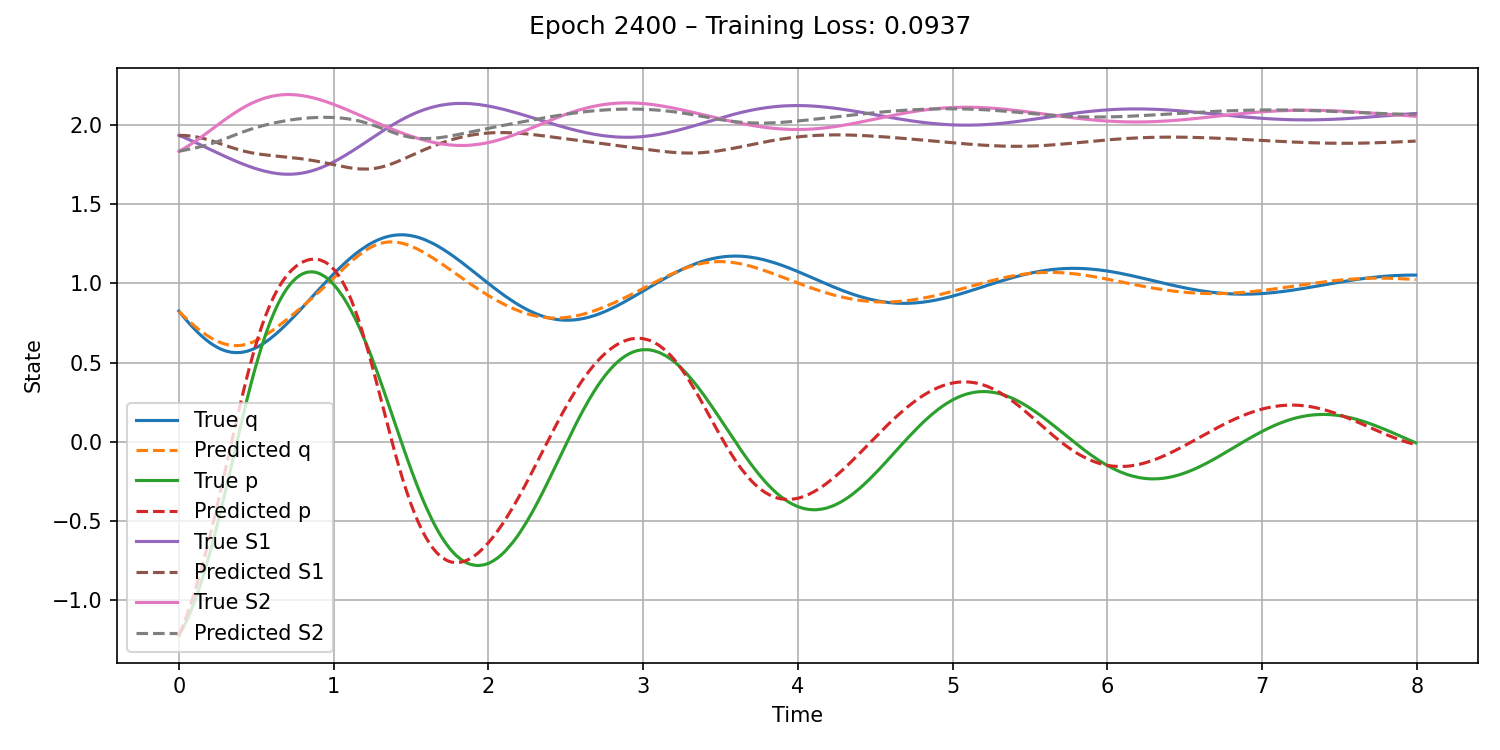 Epoch 2400 – Training Loss: 0.0937
2.0
1.5
1.0
0.5
0.0
−0.5
−1.0
State
True q
Predicted q
True p
Predicted p
True S1
Predicted S1
True S2
Predicted S2
0 1 2 3 4 5 6 7 8
Time